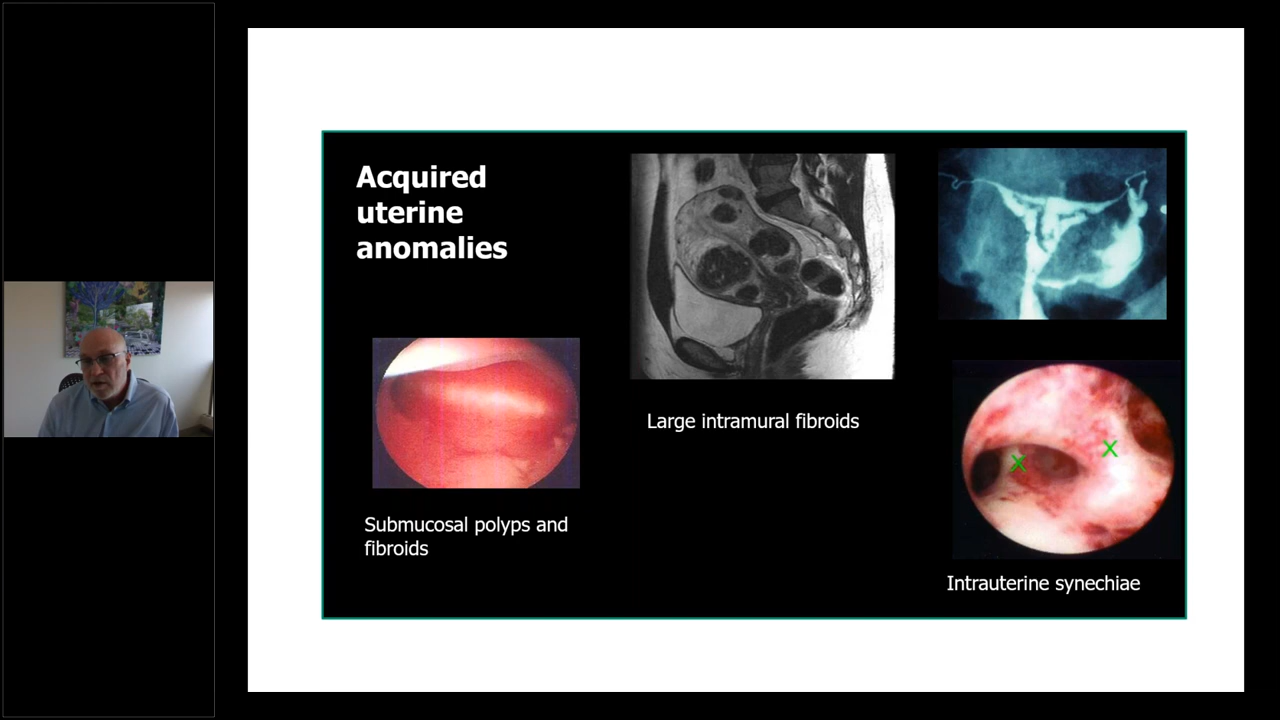 Acquired
uterine
anomalies
Large intramural fibroids
Submucosal polyps and
fibroids
Intrauterine synechiae
X
X